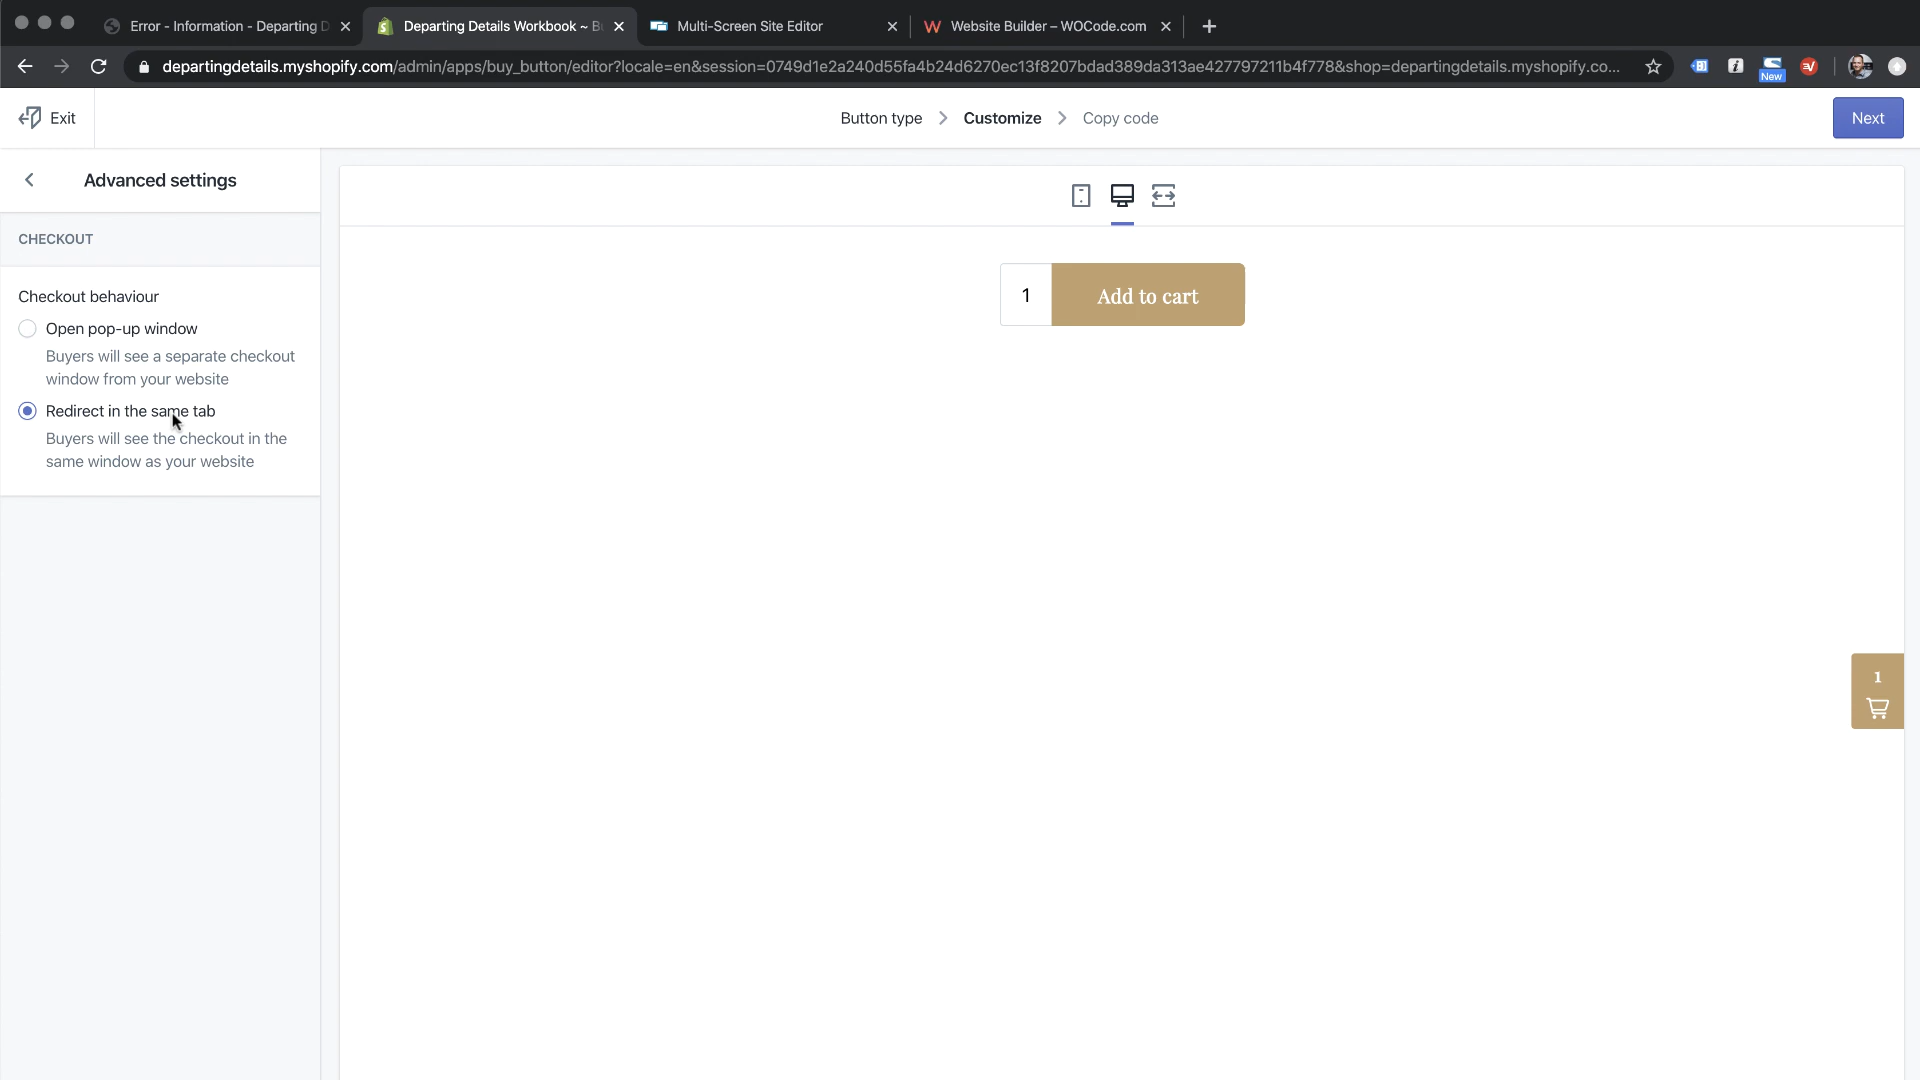 Error - Information - Departing D
Departing Details Workbook ~ B
Multi-Screen Site Editor
W Website Builder – WOCode.com
departingdetails.myshopify.com/admin/apps/buy_button/editor?locale=en&session=0749d1e2a240d55fa4b24d6270ec13f8207bdad389da313ae427797211b4f778&shop=departingdetails.myshopify.co...
New
Exit
Button type
Customize
Copy code
Next
Advanced settings
CHECKOUT
Checkout behaviour
Open pop-up window
Buyers will see a separate checkout
window from your website
Redirect in the same tab
Buyers will see the checkout in the
same window as your website
1
Add to cart
1